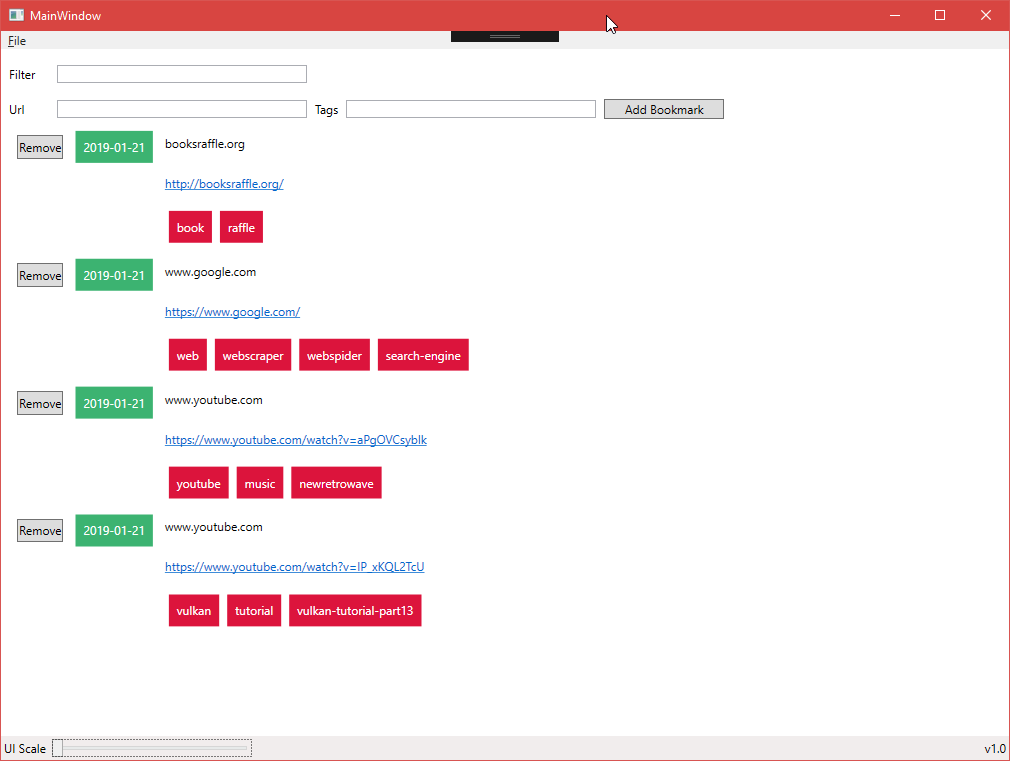 MainWindow
File
Filter
Url Tags Add Bookmark
Remove 2019-01-21 booksraffle.org
http://booksraffle.org/
book raffle
Remove 2019-01-21 www.google.com
https://www.google.com/
web webscraper webspider search-engine
Remove 2019-01-21 www.youtube.com
https://www.youtube.com/watch?v=aPgOVCsyblk
youtube music newretrowave
Remove 2019-01-21 www.youtube.com
https://www.youtube.com/watch?v=IP_xKQL2TcU
vulkan tutorial vulkan-tutorial-part13
UI Scale v1.0